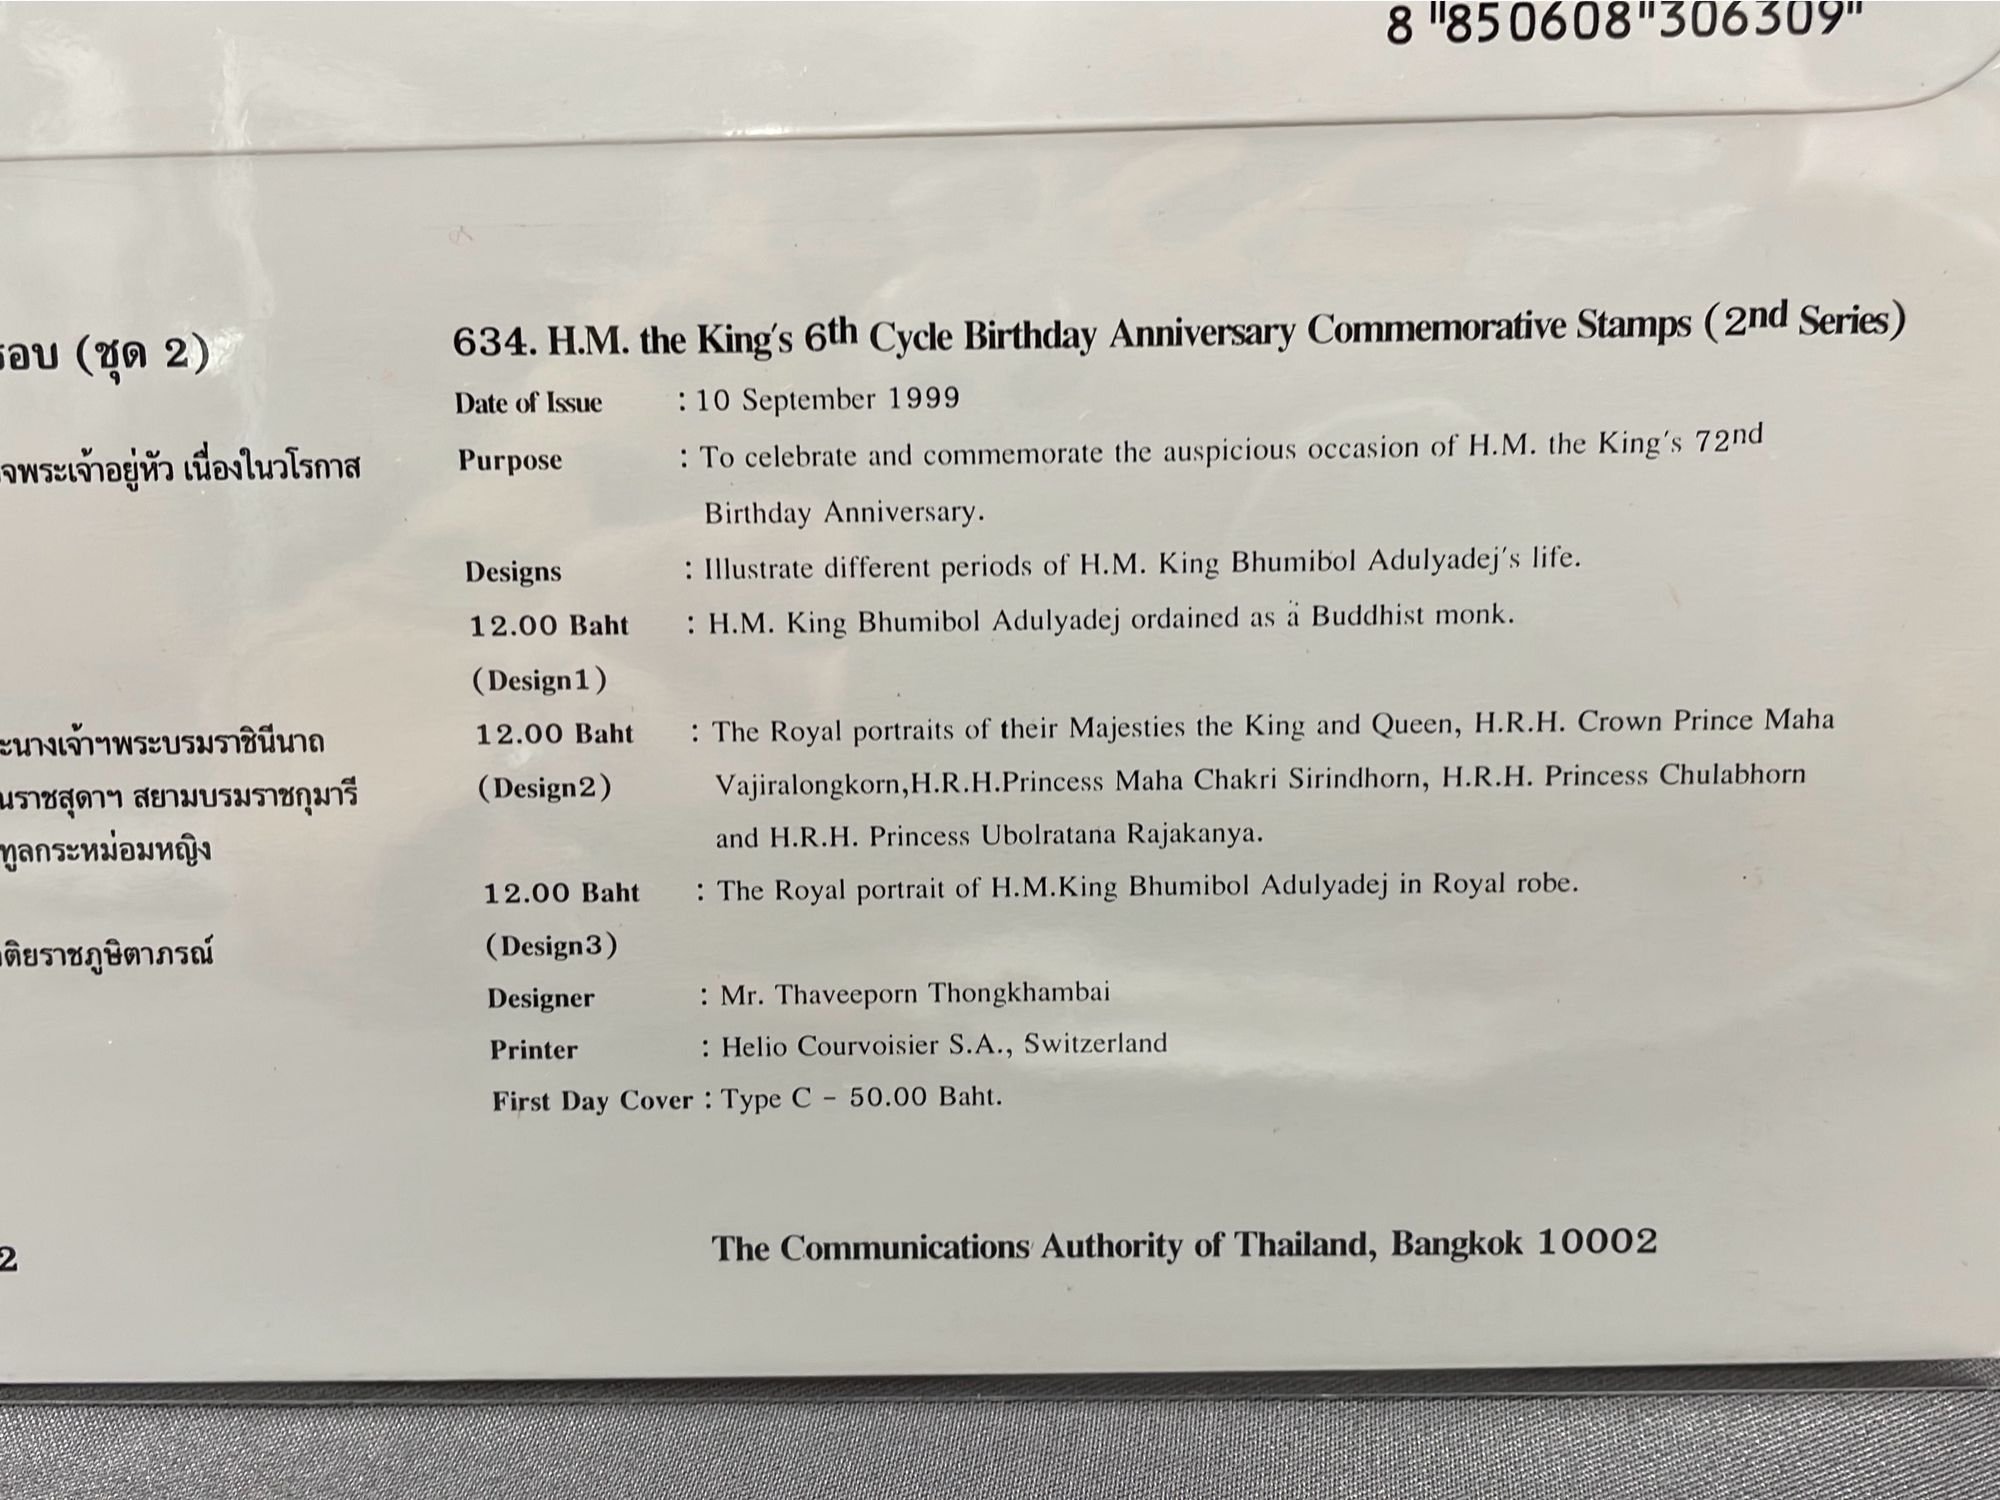 8 "850608"306309"
รอบ (ชุด 2)
จพระเจ้าอยู่หัว เนื่องในวโรกาส
ะนางเจ้าฯพระบรมราชินีนาถ
นราชสุดาฯ สยามบรมราชกุมารี
ทูลกระหม่อมหญิง
ติยราชภูษิตาภรณ์
2
634. H.M. the King's 6th Cycle Birthday Anniversary Commemorative Stamps (2nd Series)
Date of Issue : 10 September 1999
Purpose : To celebrate and commemorate the auspicious occasion of H.M. the King's 72nd
Birthday Anniversary.
Designs : Illustrate different periods of H.M. King Bhumibol Adulyadej's life.
12.00 Baht : H.M. King Bhumibol Adulyadej ordained as a Buddhist monk.
(Design1)
12.00 Baht : The Royal portraits of their Majesties the King and Queen, H.R.H. Crown Prince Maha
(Design2) Vajiralongkorn,H.R.H.Princess Maha Chakri Sirindhorn, H.R.H. Princess Chulabhorn
and H.R.H. Princess Ubolratana Rajakanya.
12.00 Baht : The Royal portrait of H.M.King Bhumibol Adulyadej in Royal robe.
(Design3)
Designer : Mr. Thaveeporn Thongkhambai
Printer : Helio Courvoisier S.A., Switzerland
First Day Cover : Type C - 50.00 Baht.
The Communications Authority of Thailand, Bangkok 10002